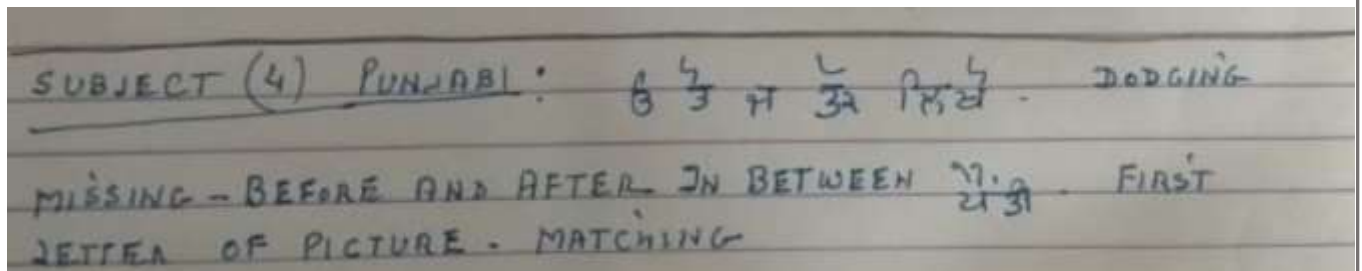 SUBJECT (4) PUNJABI : ੳ ਤੋ ਜ ਤੱਕ ਲਿਖੋ . DODGING
MISSING - BEFORE AND AFTER IN BETWEEN . FIRST
LETTER OF PICTURE . MATCHING